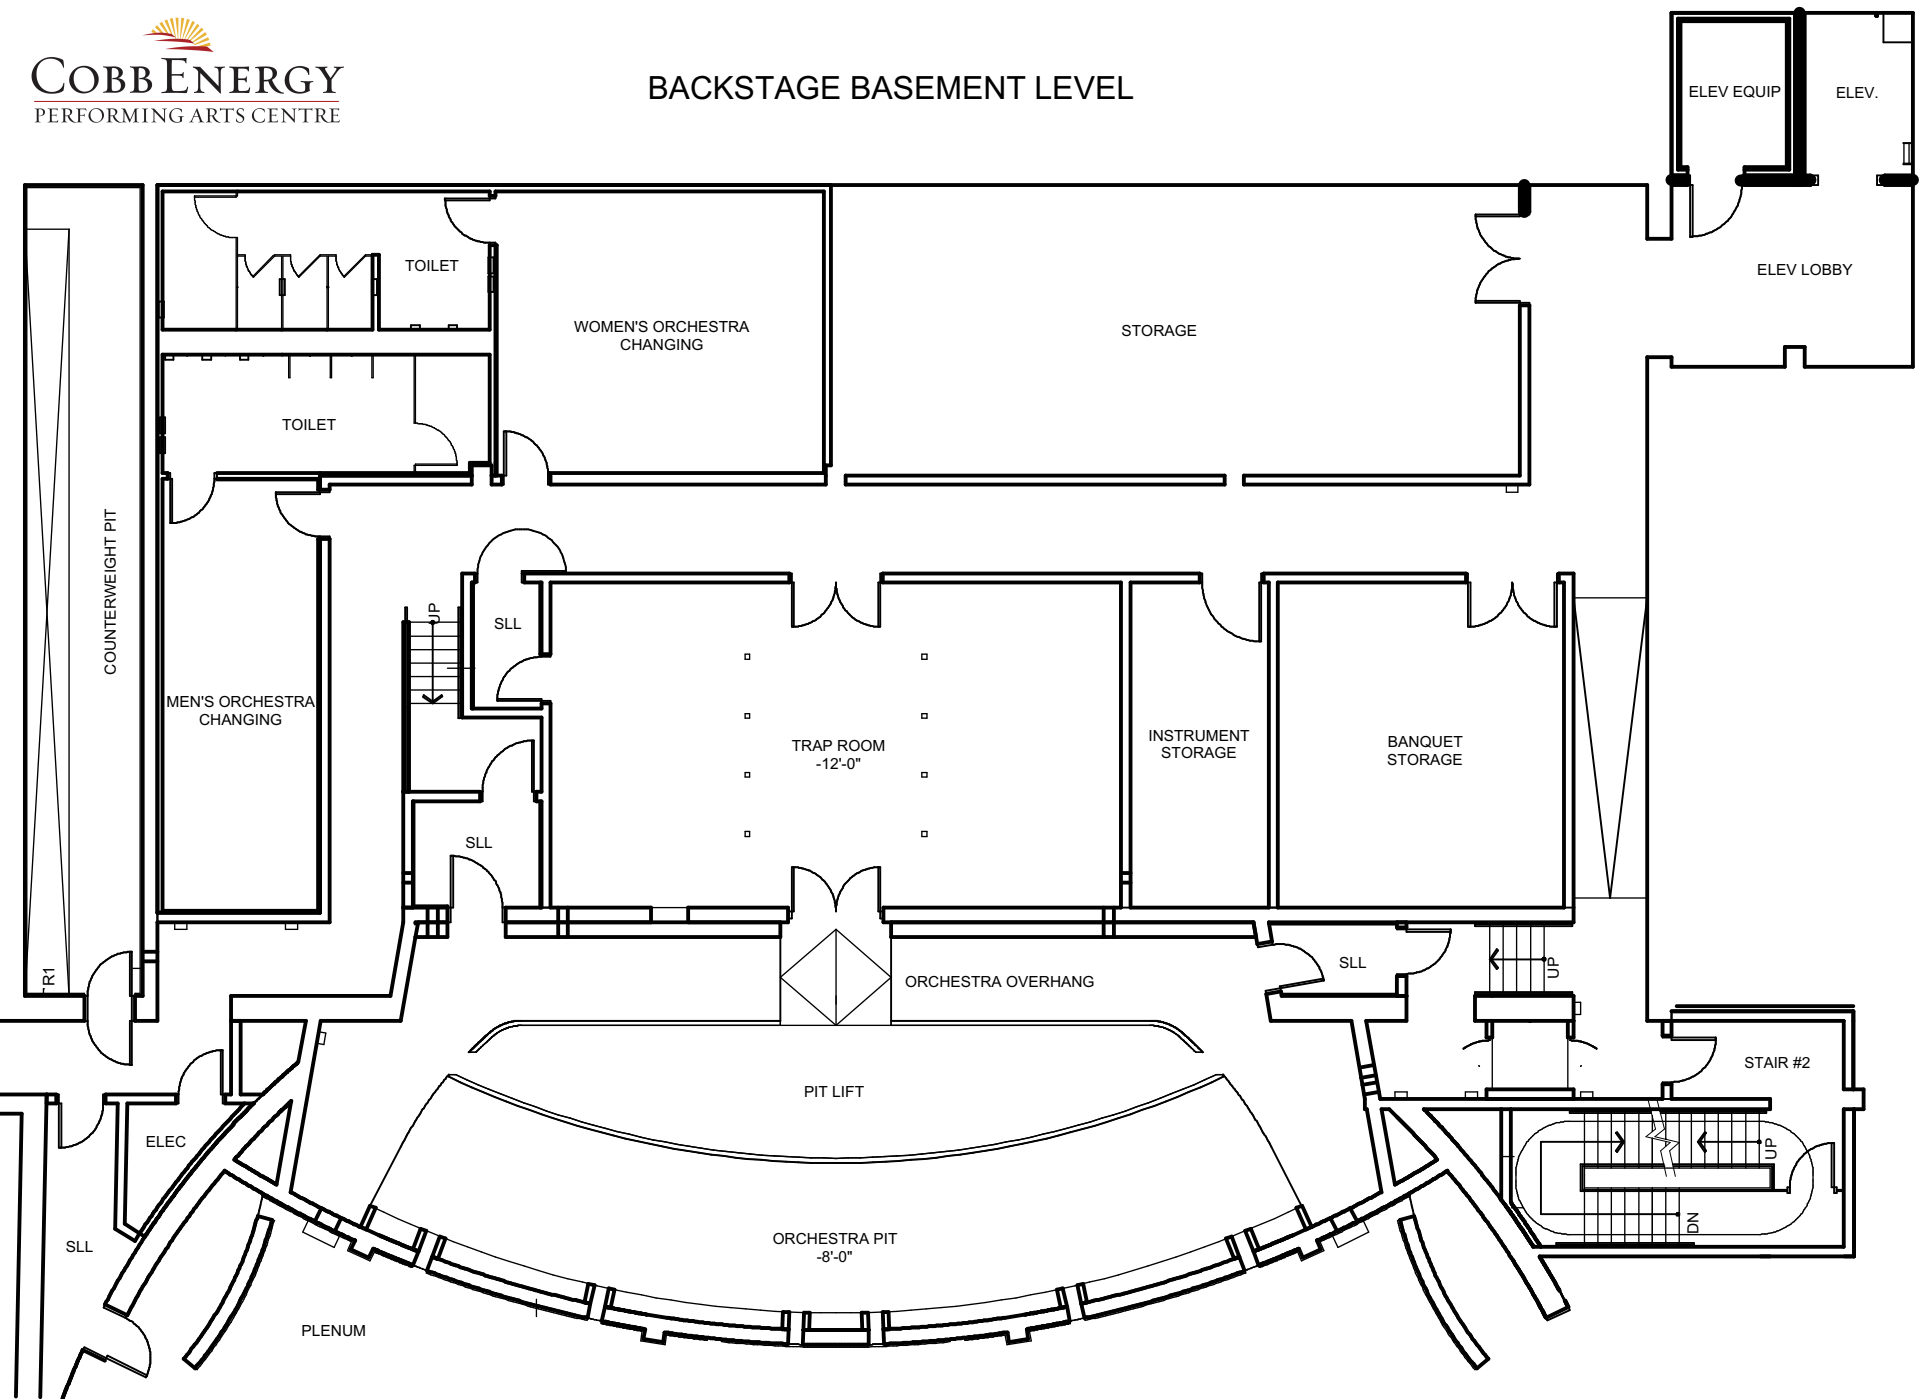 COBB ENERGY
PERFORMING ARTS CENTRE
BACKSTAGE BASEMENT LEVEL
ELEV EQUIP
ELEV.
ELEV LOBBY
TOILET
WOMEN'S ORCHESTRA
CHANGING
STORAGE
TOILET
COUNTERWEIGHT PIT
UP
SLL
MEN'S ORCHESTRA
CHANGING
TRAP ROOM
-12'-0"
INSTRUMENT
STORAGE
BANQUET
STORAGE
SLL
TR1
ORCHESTRA OVERHANG
SLL
UP
PIT LIFT
STAIR #2
ELEC
UP
DN
SLL
ORCHESTRA PIT
-8'-0"
PLENUM